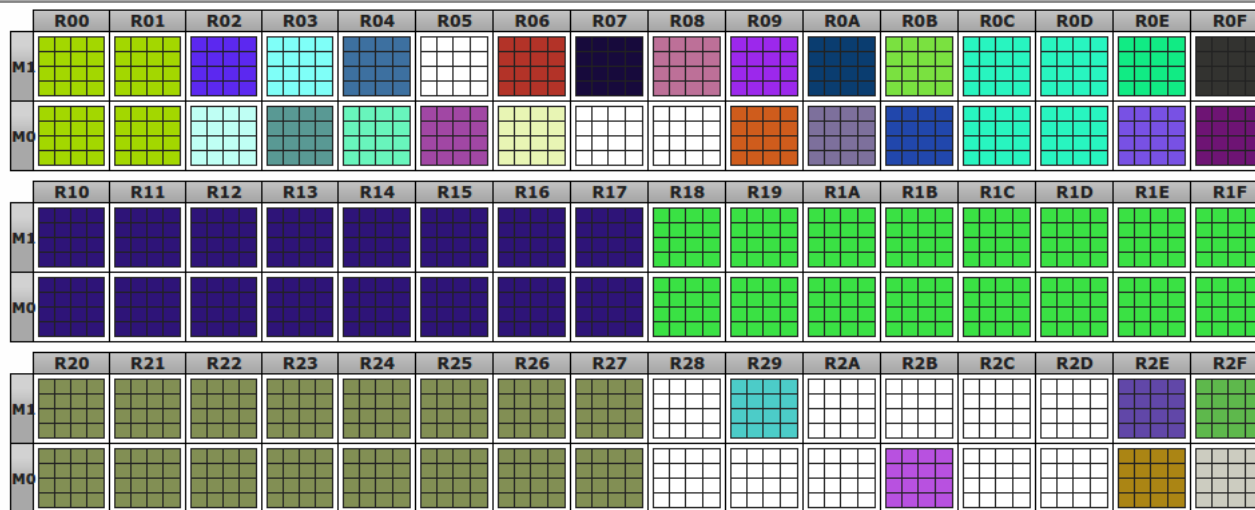 R00 R01 R02 R03 R04 R05 R06 R07 R08 R09 R0A R0B R0C R0D R0E R0F
M1
M0
R10 R11 R12 R13 R14 R15 R16 R17 R18 R19 R1A R1B R1C R1D R1E R1F
M1
M0
R20 R21 R22 R23 R24 R25 R26 R27 R28 R29 R2A R2B R2C R2D R2E R2F
M1
M0